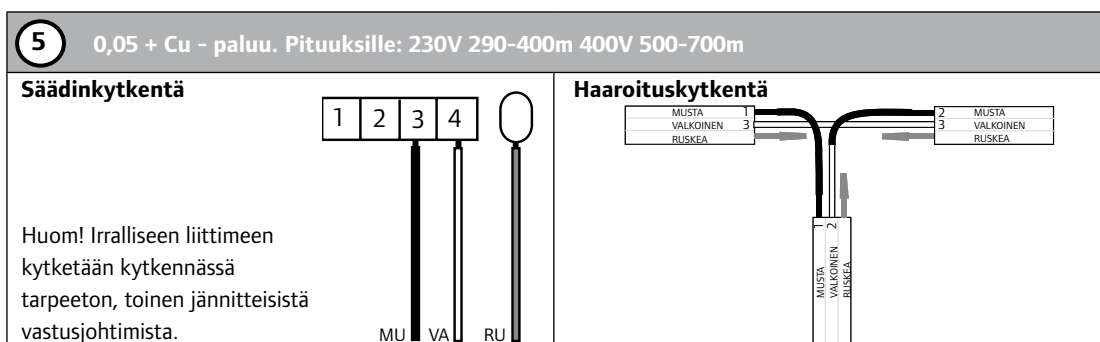 5 0,05 + Cu - paluu. Pituuksille: 230V 290-400m 400V 500-700m
Säädinkytkentä
1 2 3 4
Huom! Irralliseen liittimeen
kytketään kytkennässä
tarpeeton, toinen jännitteisistä
vastusjohtimista.
MU VA RU
Haaroituskytkentä
MUSTA 1
VALKOINEN 3
RUSKEA
2 MUSTA
3 VALKOINEN
RUSKEA
1 MUSTA
2 VALKOINEN
RUSKEA